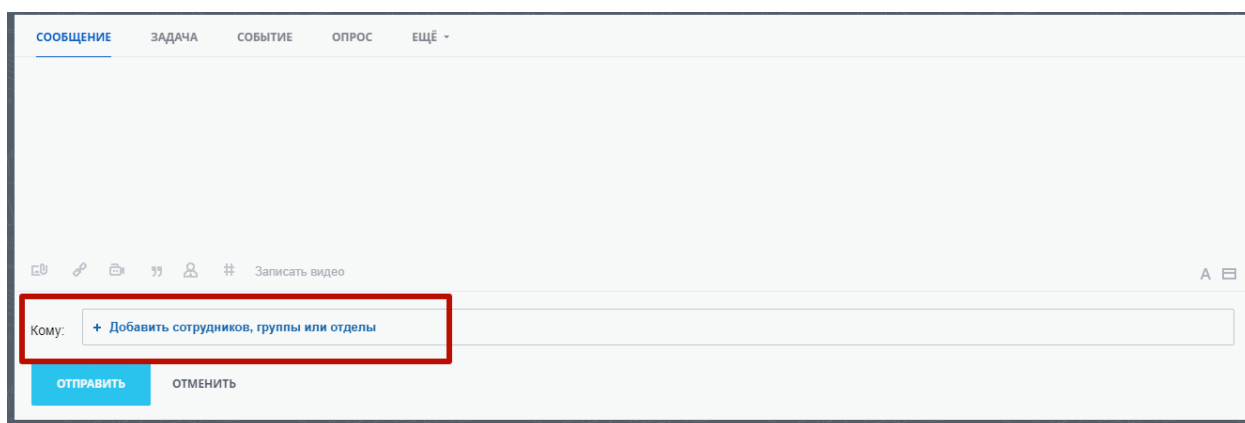 СООБЩЕНИЕ ЗАДАЧА СОБЫТИЕ ОПРОС ЕЩЁ
Записать видео A
Кому: + Добавить сотрудников, группы или отделы
ОТПРАВИТЬ ОТМЕНИТЬ